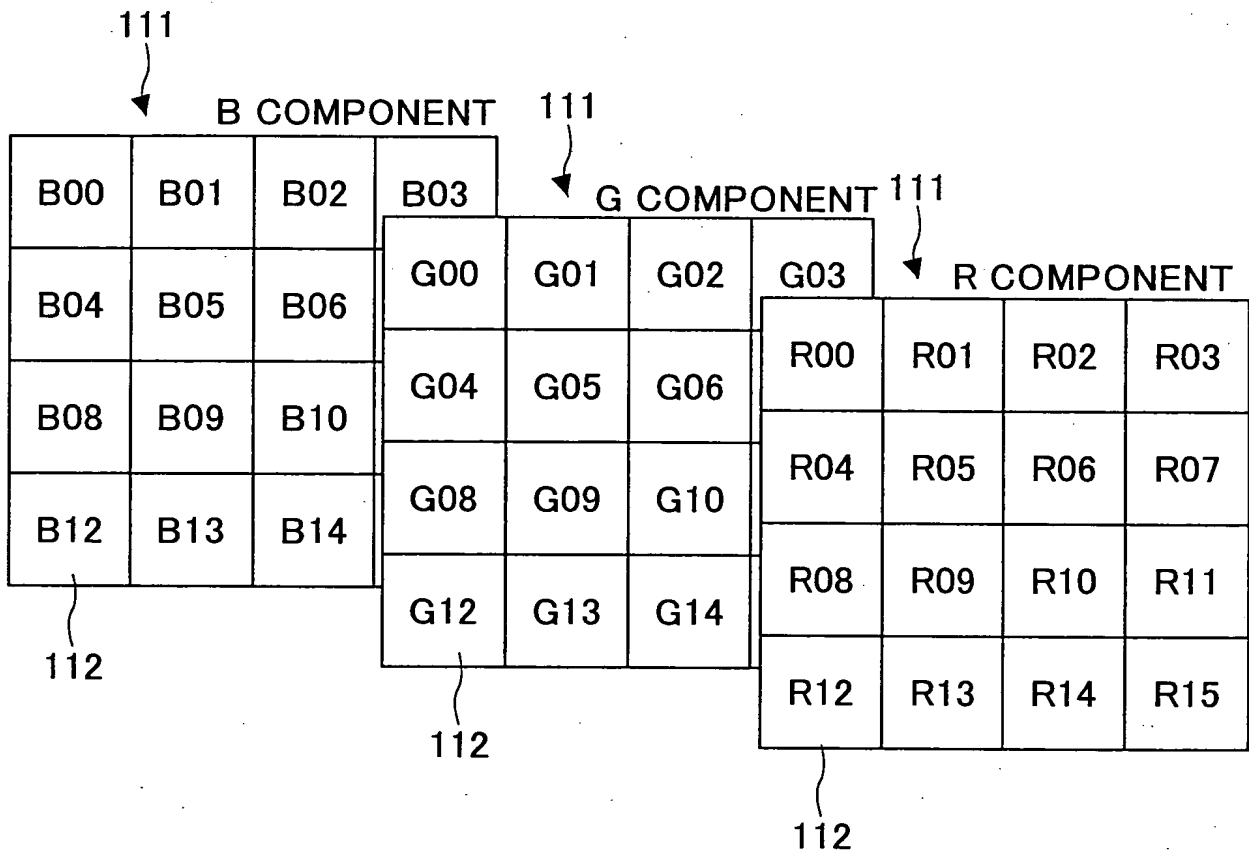 111
B COMPONENT
111
G COMPONENT
111
R COMPONENT
B00 B01 B02 B03
B04 B05 B06
B08 B09 B10
B12 B13 B14
112
G00 G01 G02 G03
G04 G05 G06
G08 G09 G10
G12 G13 G14
112
R00 R01 R02 R03
R04 R05 R06 R07
R08 R09 R10 R11
R12 R13 R14 R15
112